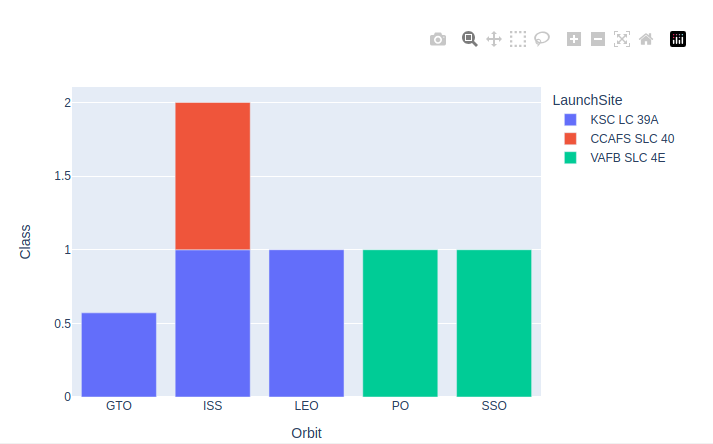 LaunchSite
KSC LC 39A
CCAFS SLC 40
VAFB SLC 4E
2
1.5
1
0.5
0
Class
GTO ISS LEO PO SSO
Orbit